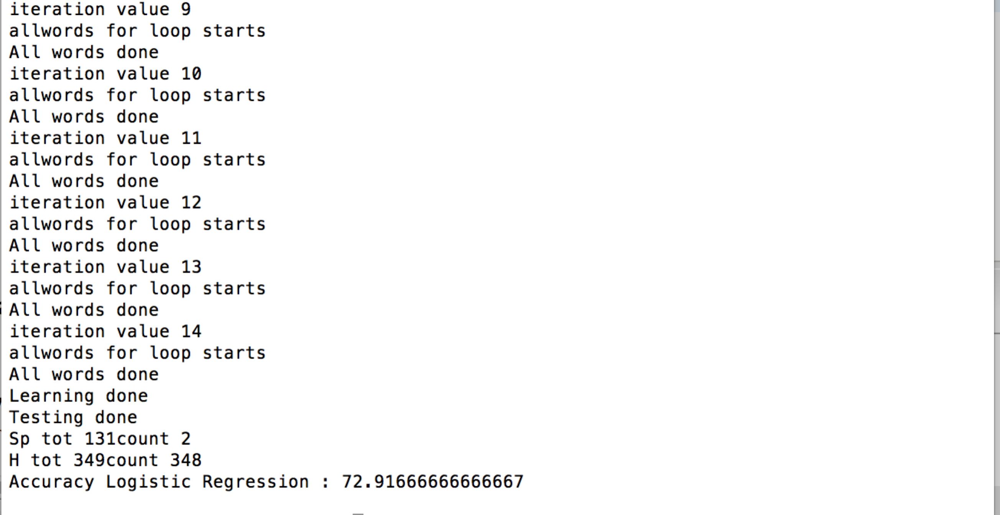 iteration value 9
allwords for loop starts
All words done
iteration value 10
allwords for loop starts
All words done
iteration value 11
allwords for loop starts
All words done
iteration value 12
allwords for loop starts
All words done
iteration value 13
allwords for loop starts
All words done
iteration value 14
allwords for loop starts
All words done
Learning done
Testing done
Sp tot 131count 2
H tot 349count 348
Accuracy Logistic Regression : 72.91666666666667